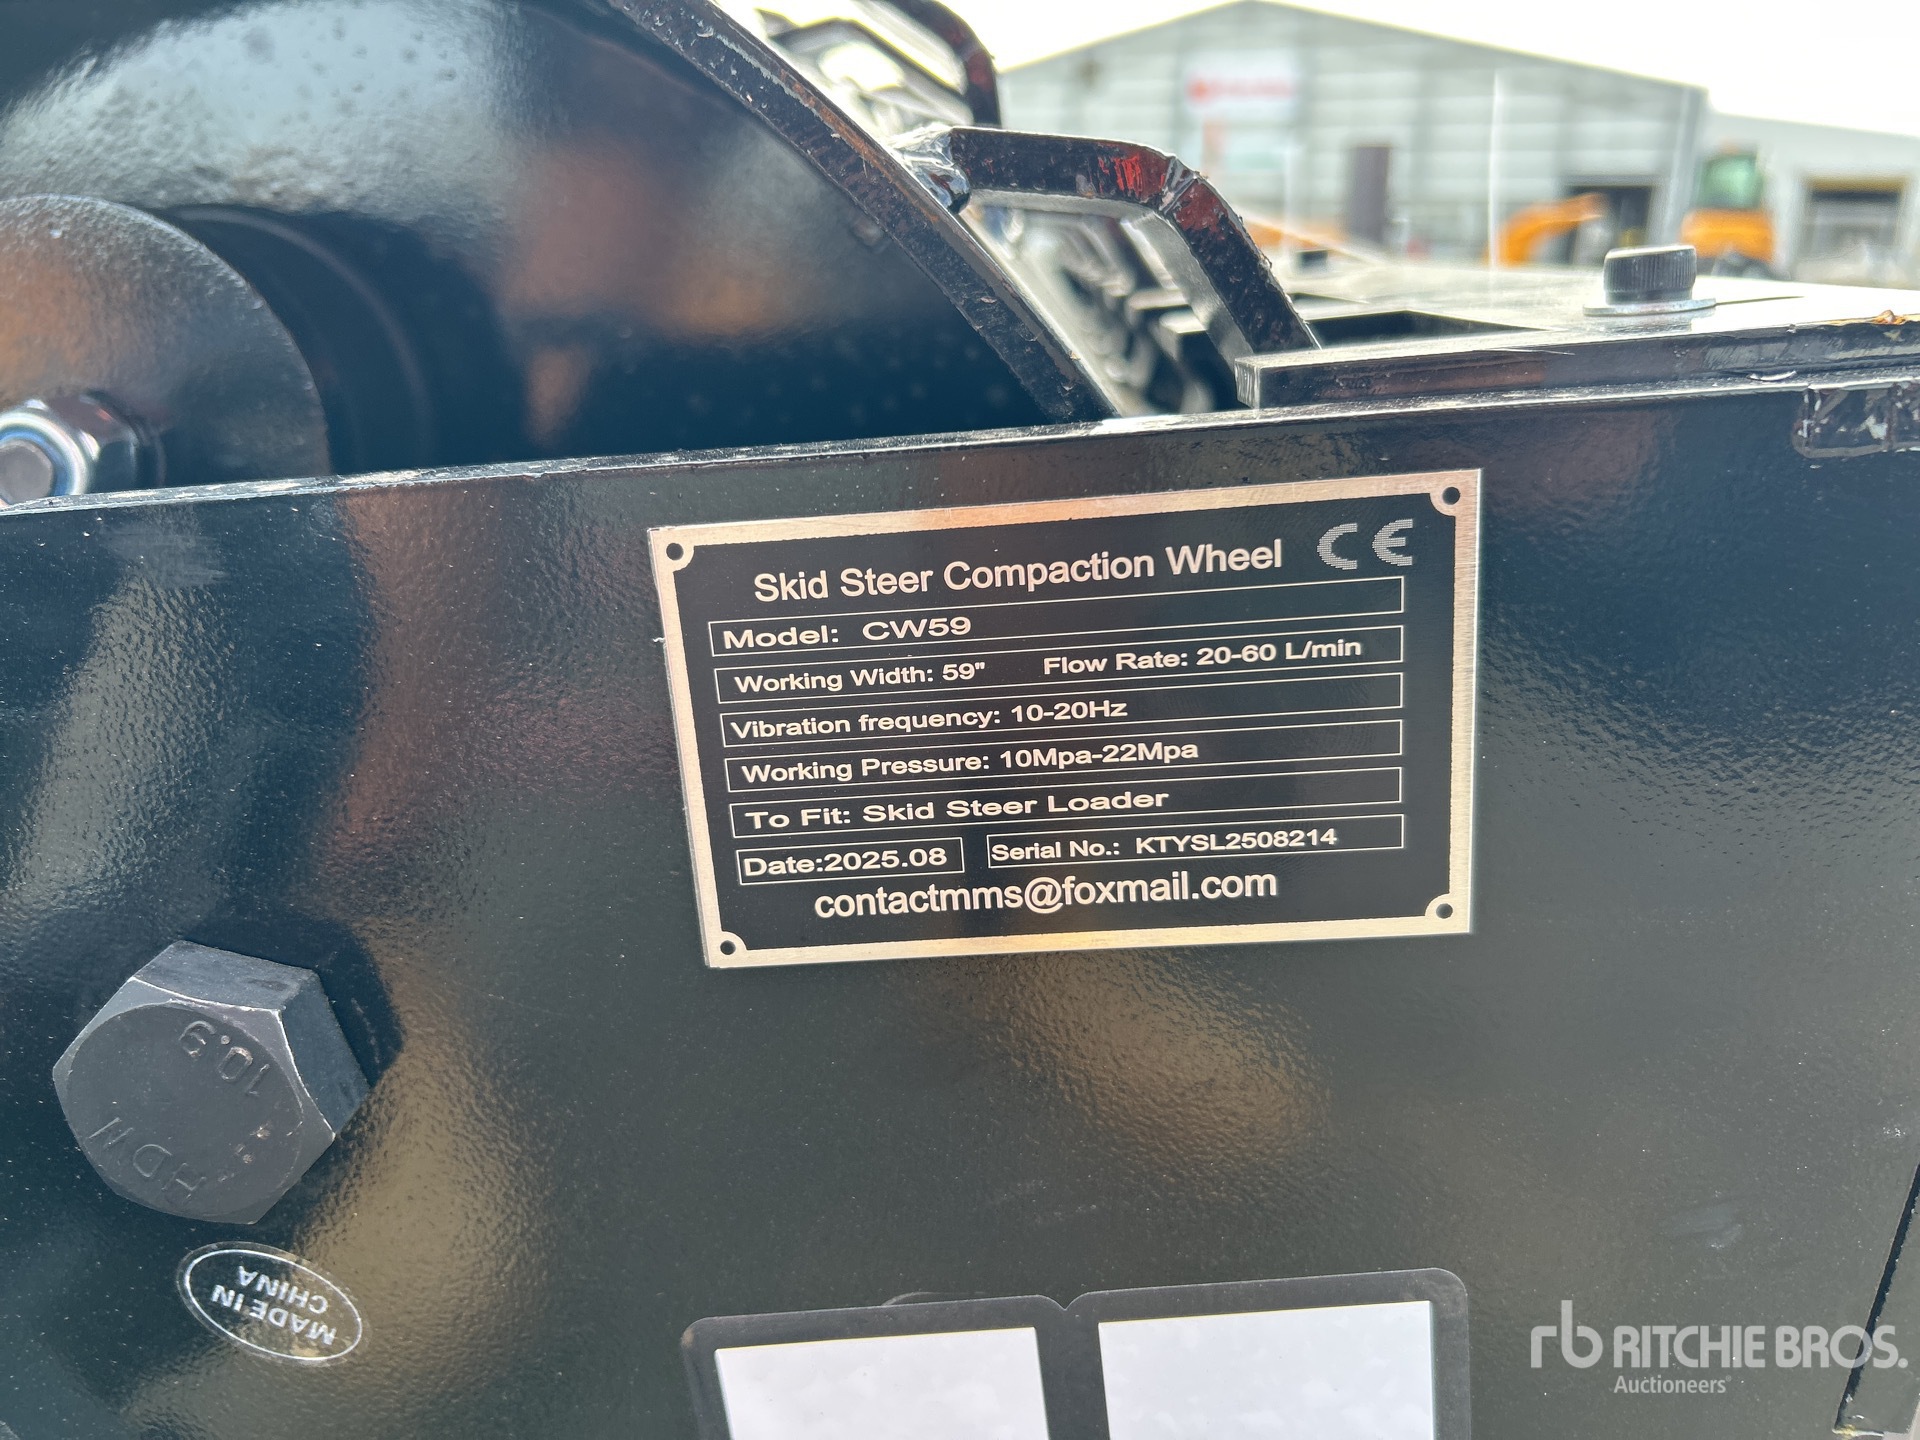 Skid Steer Compaction Wheel CE
Model: CW59
Working Width: 59" Flow Rate: 20-60 L/min
Vibration frequency: 10-20Hz
Working Pressure: 10Mpa-22Mpa
To Fit: Skid Steer Loader
Date:2025.08 Serial No.: KTYSL2508214
contactmms@foxmail.com
10.9
MADE IN
CHINA
rb RITCHIE BROS.
Auctioneers